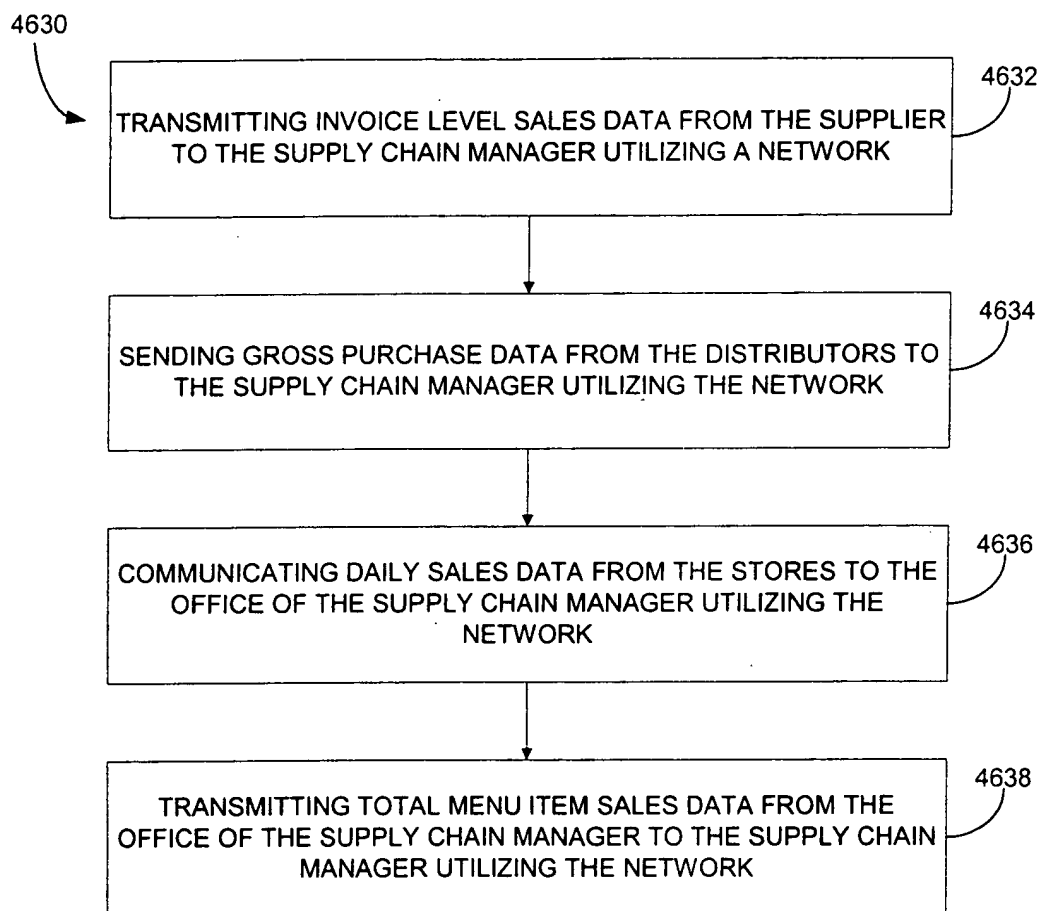 4630
4632
TRANSMITTING INVOICE LEVEL SALES DATA FROM THE SUPPLIER
TO THE SUPPLY CHAIN MANAGER UTILIZING A NETWORK
4634
SENDING GROSS PURCHASE DATA FROM THE DISTRIBUTORS TO
THE SUPPLY CHAIN MANAGER UTILIZING THE NETWORK
4636
COMMUNICATING DAILY SALES DATA FROM THE STORES TO THE
OFFICE OF THE SUPPLY CHAIN MANAGER UTILIZING THE
NETWORK
4638
TRANSMITTING TOTAL MENU ITEM SALES DATA FROM THE
OFFICE OF THE SUPPLY CHAIN MANAGER TO THE SUPPLY CHAIN
MANAGER UTILIZING THE NETWORK